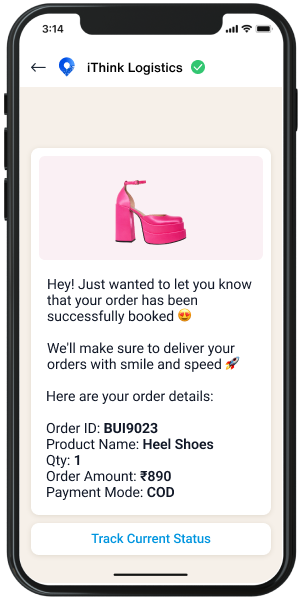 3:14
iThink Logistics
Hey! Just wanted to let you know
that your order has been
successfully booked 😍
We'll make sure to deliver your
orders with smile and speed 🚀
Here are your order details:
Order ID: BUI9023
Product Name: Heel Shoes
Qty: 1
Order Amount: ₹890
Payment Mode: COD
Track Current Status